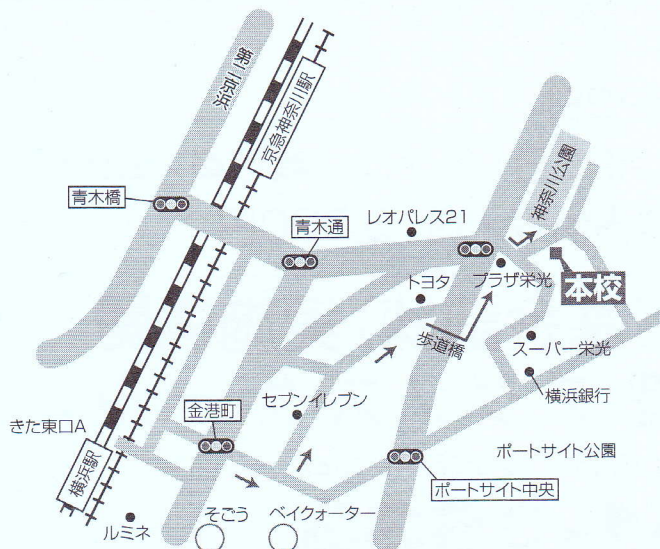 第二京浜
京急神奈川駅
神奈川公園
青木橋
青木通
レオパレス21
トヨタ
プラザ栄光
本校
歩道橋
スーパー栄光
横浜銀行
セブンイレブン
金港町
きた東口A
横浜駅
ポートサイト公園
ポートサイト中央
ルミネ
そごう
ベイクォーター